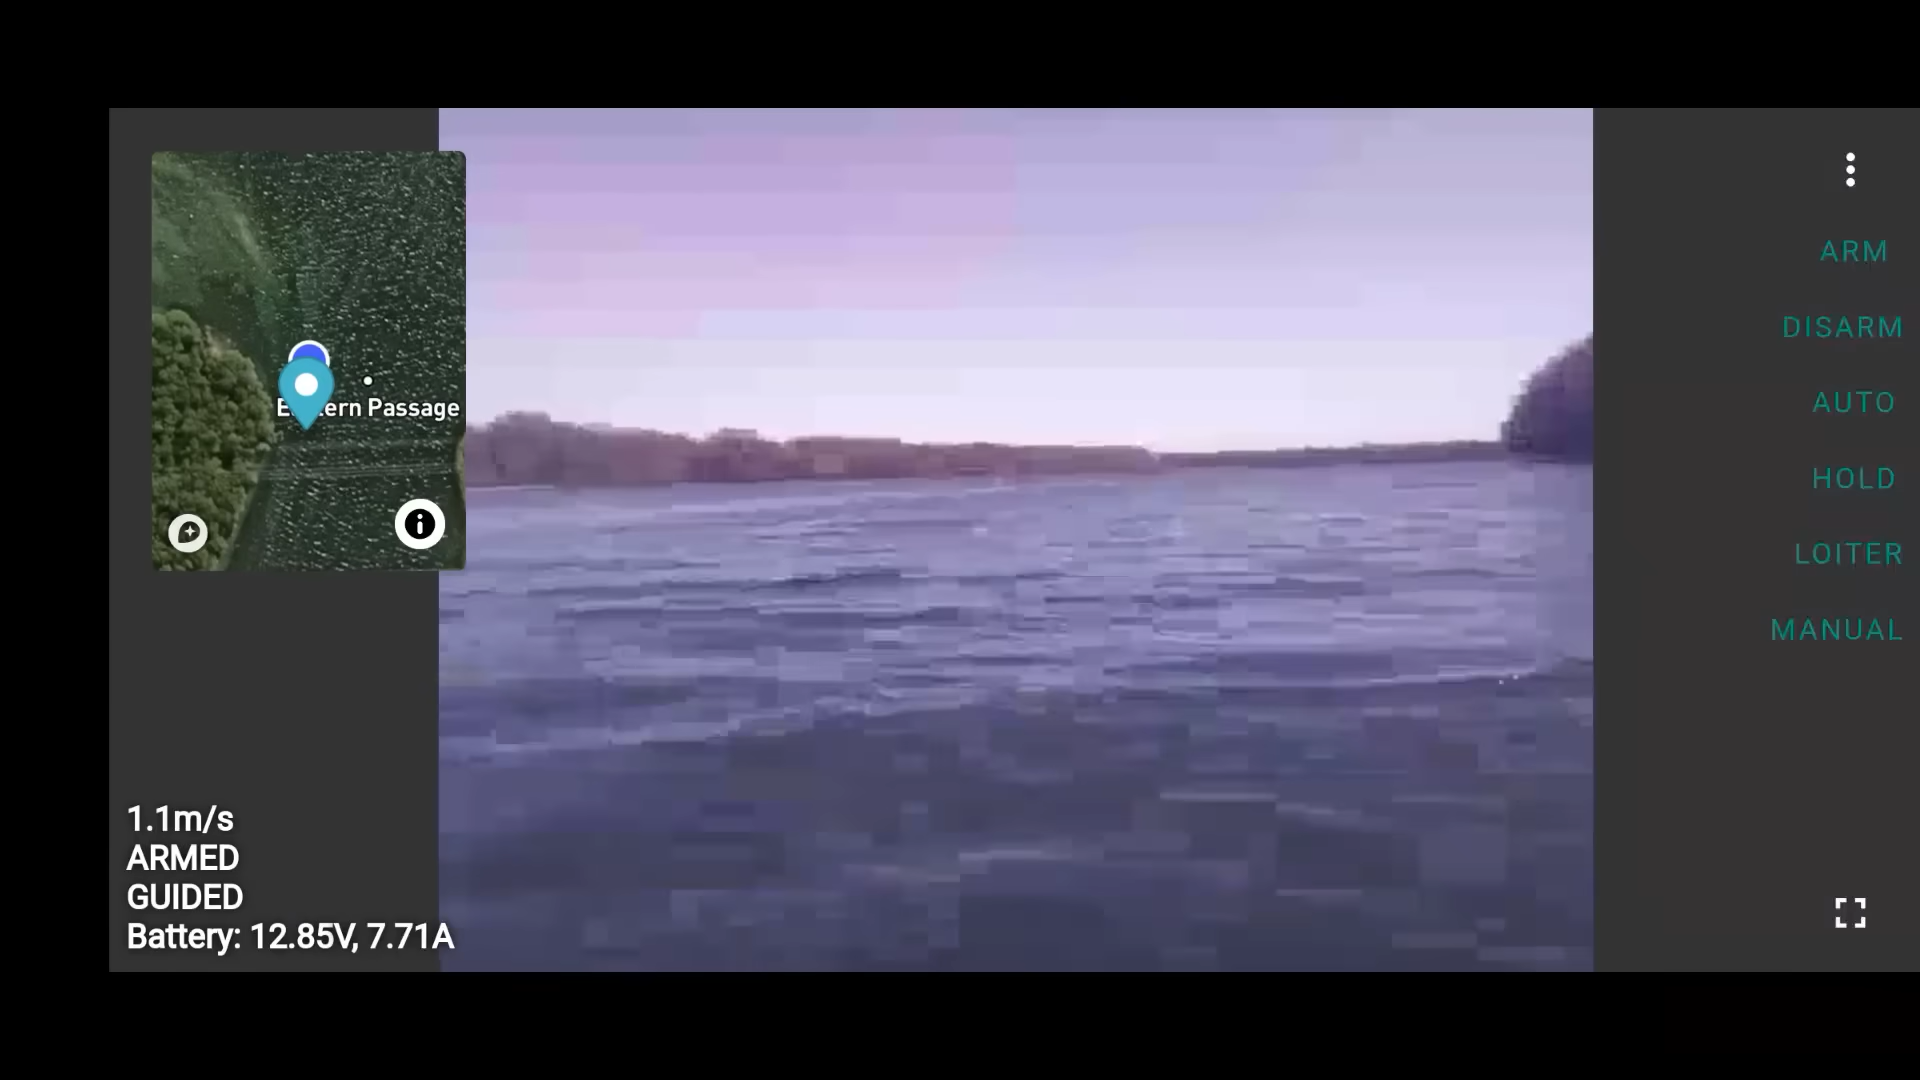 ern Passage
ARM
DISARM
AUTO
HOLD
LOITER
MANUAL
1.1m/s
ARMED
GUIDED
Battery: 12.85V, 7.71A